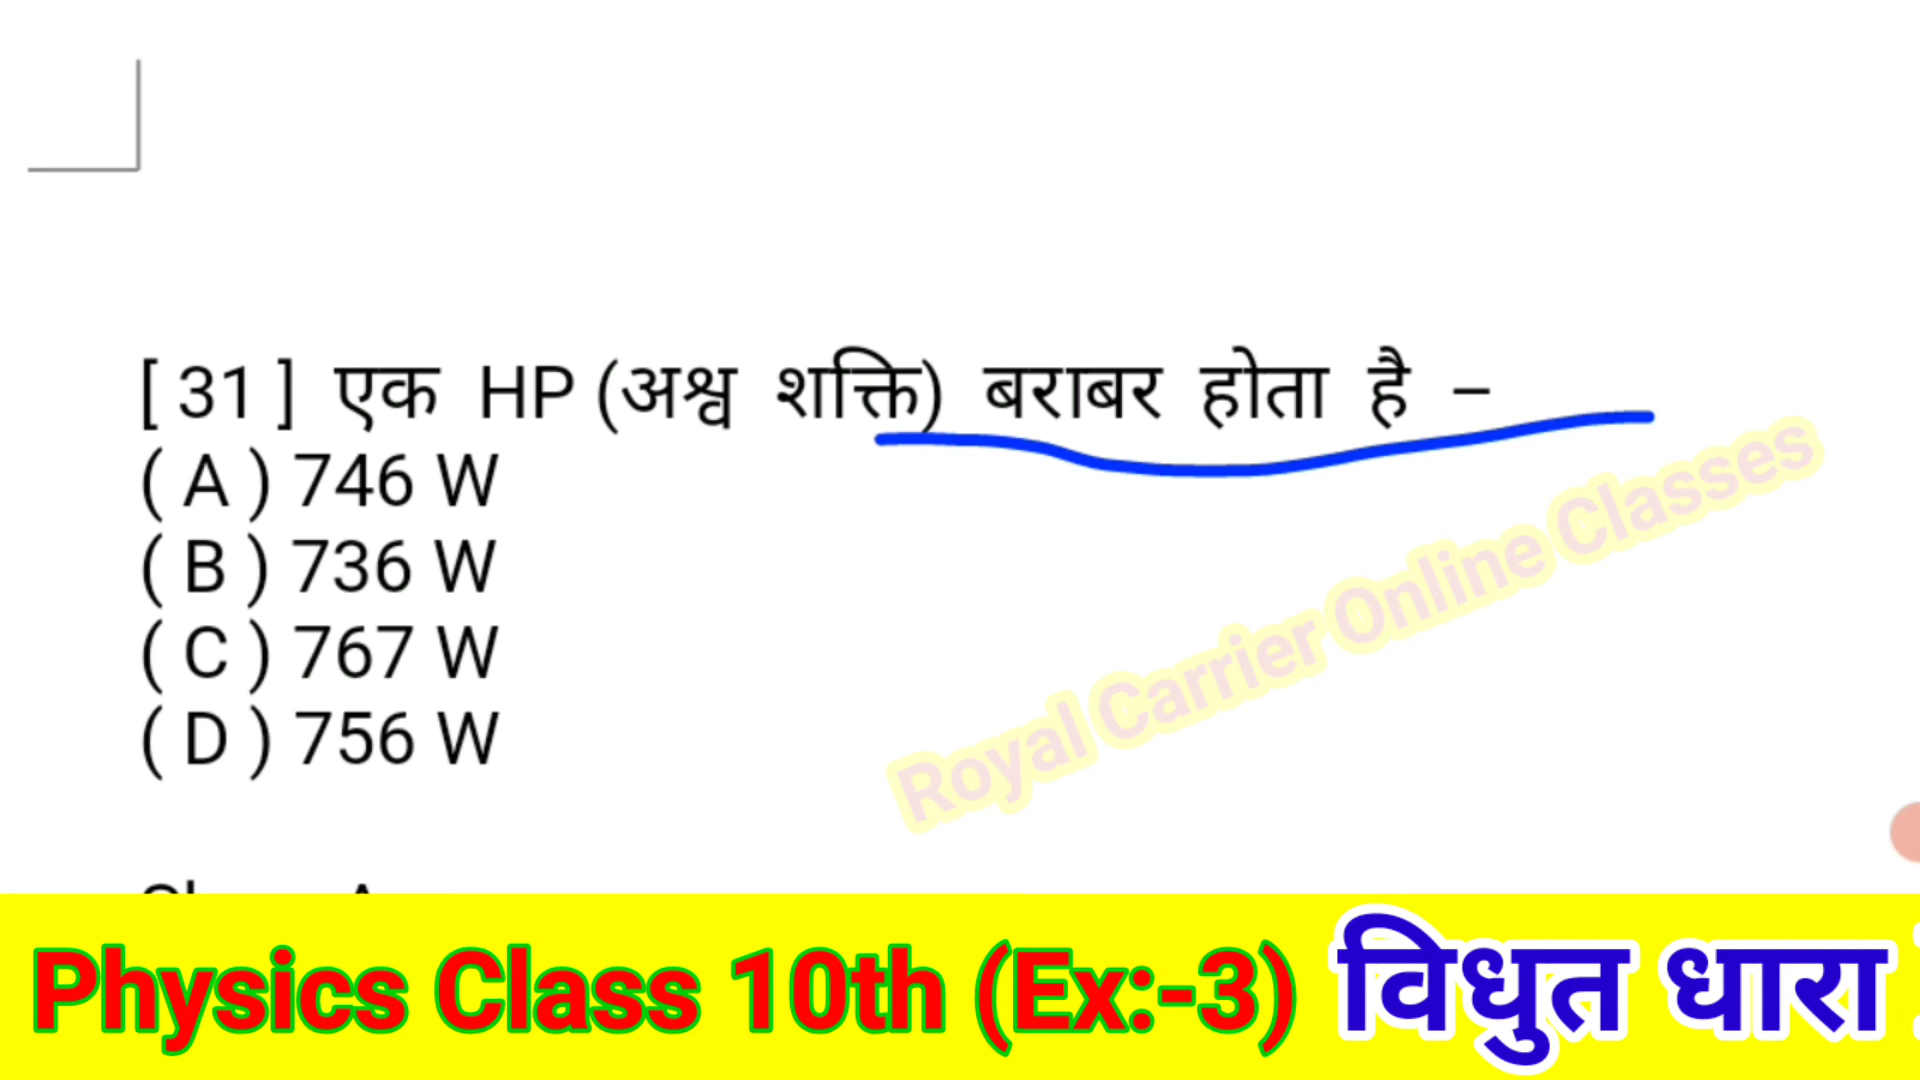 [ 31 ] एक HP (अश्व शक्ति) बराबर होता है –
( A ) 746 W
( B ) 736 W
( C ) 767 W
( D ) 756 W
Royal Carrier Online Classes
Physics Class 10th (Ex:-3) विधुत धारा